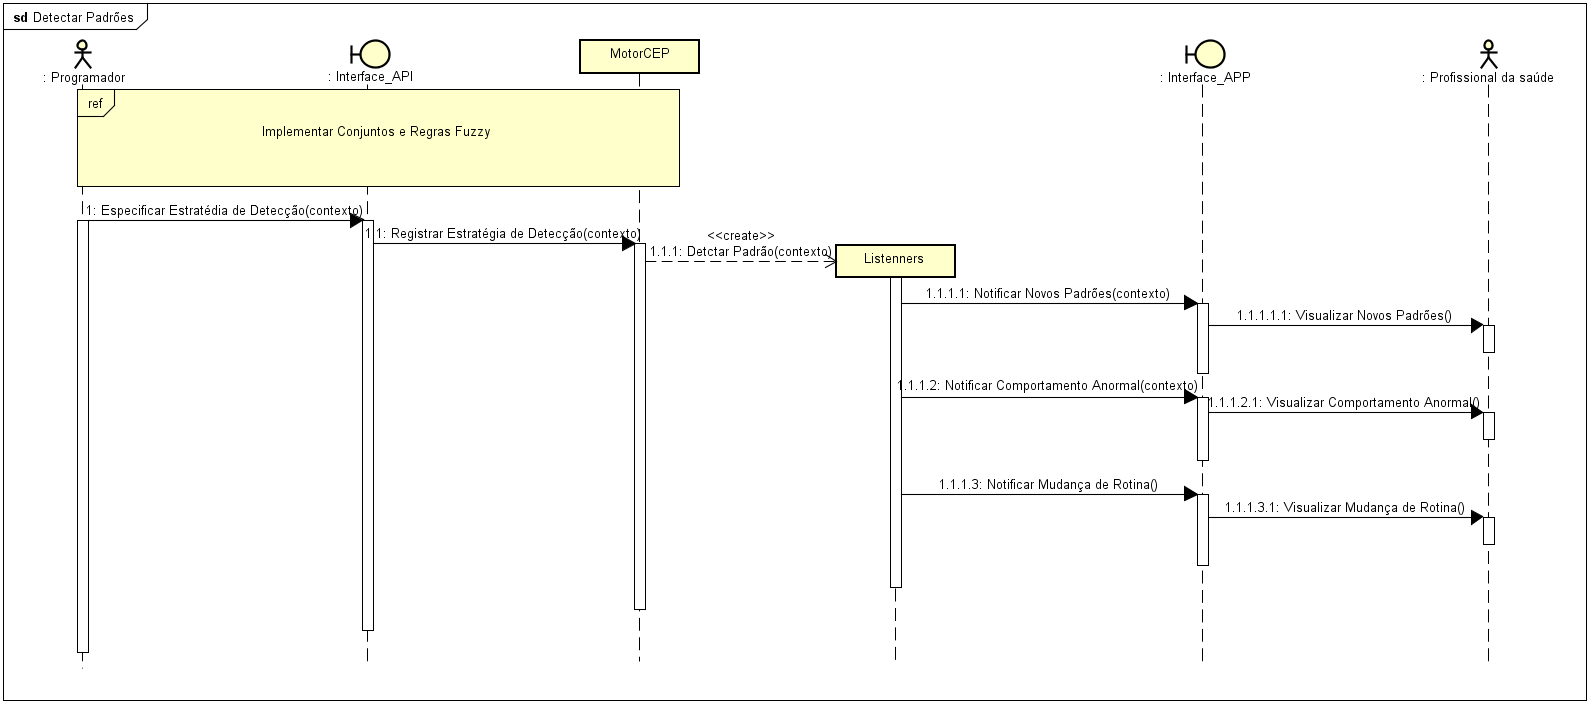 sd Detectar Padrões
: Programador
: Interface_API
MotorCEP
: Interface_APP
: Profissional da saúde
ref
Implementar Conjuntos e Regras Fuzzy
1: Especificar Estratédia de Detecção(contexto)
1.1: Registrar Estratégia de Detecção(contexto)
<<create>>
1.1.1: Detctar Padrão(contexto)
Listenners
1.1.1.1: Notificar Novos Padrões(contexto)
1.1.1.1.1: Visualizar Novos Padrões()
1.1.1.2: Notificar Comportamento Anormal(contexto)
1.1.1.2.1: Visualizar Comportamento Anormal()
1.1.1.3: Notificar Mudança de Rotina()
1.1.1.3.1: Visualizar Mudança de Rotina()